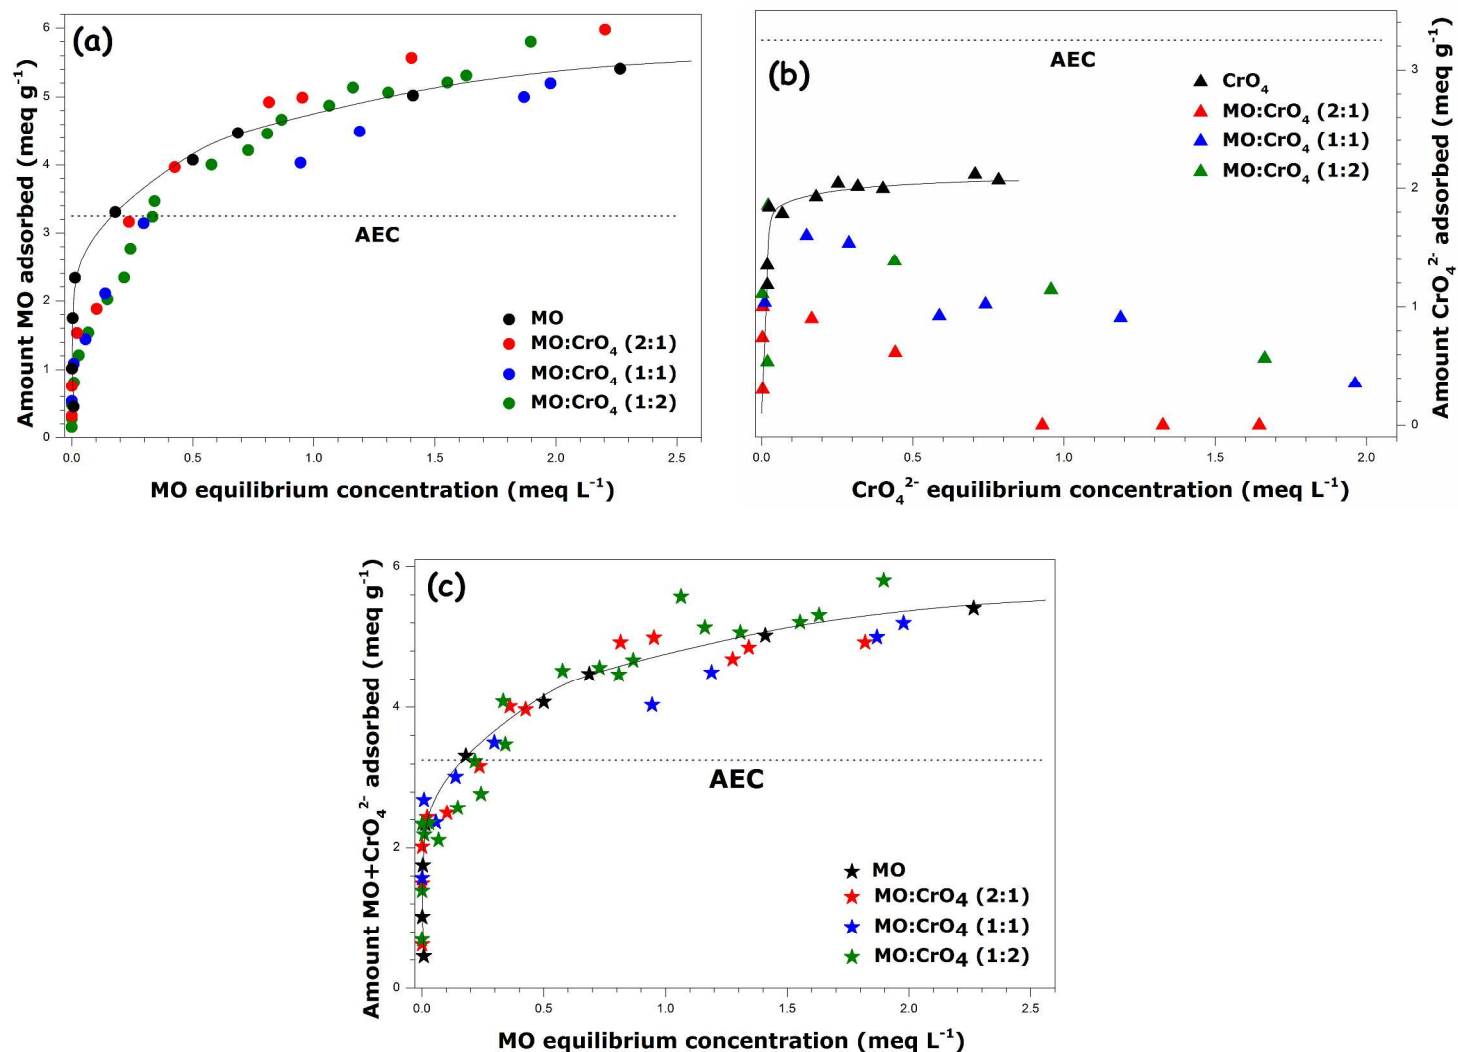 (a)
Amount MO adsorbed (meq g⁻¹)
6
5
4
3
2
1
0
AEC
MO
MO:CrO₄ (2:1)
MO:CrO₄ (1:1)
MO:CrO₄ (1:2)
0.0 0.5 1.0 1.5 2.0 2.5
MO equilibrium concentration (meq L⁻¹)
(b)
AEC
CrO₄
MO:CrO₄ (2:1)
MO:CrO₄ (1:1)
MO:CrO₄ (1:2)
3
2
1
0
Amount CrO₄²⁻ adsorbed (meq g⁻¹)
0.0 0.5 1.0 1.5 2.0
CrO₄²⁻ equilibrium concentration (meq L⁻¹)
(c)
Amount MO+CrO₄²⁻ adsorbed (meq g⁻¹)
6
4
2
0
AEC
MO
MO:CrO4 (2:1)
MO:CrO4 (1:1)
MO:CrO4 (1:2)
0.0 0.5 1.0 1.5 2.0 2.5
MO equilibrium concentration (meq L⁻¹)